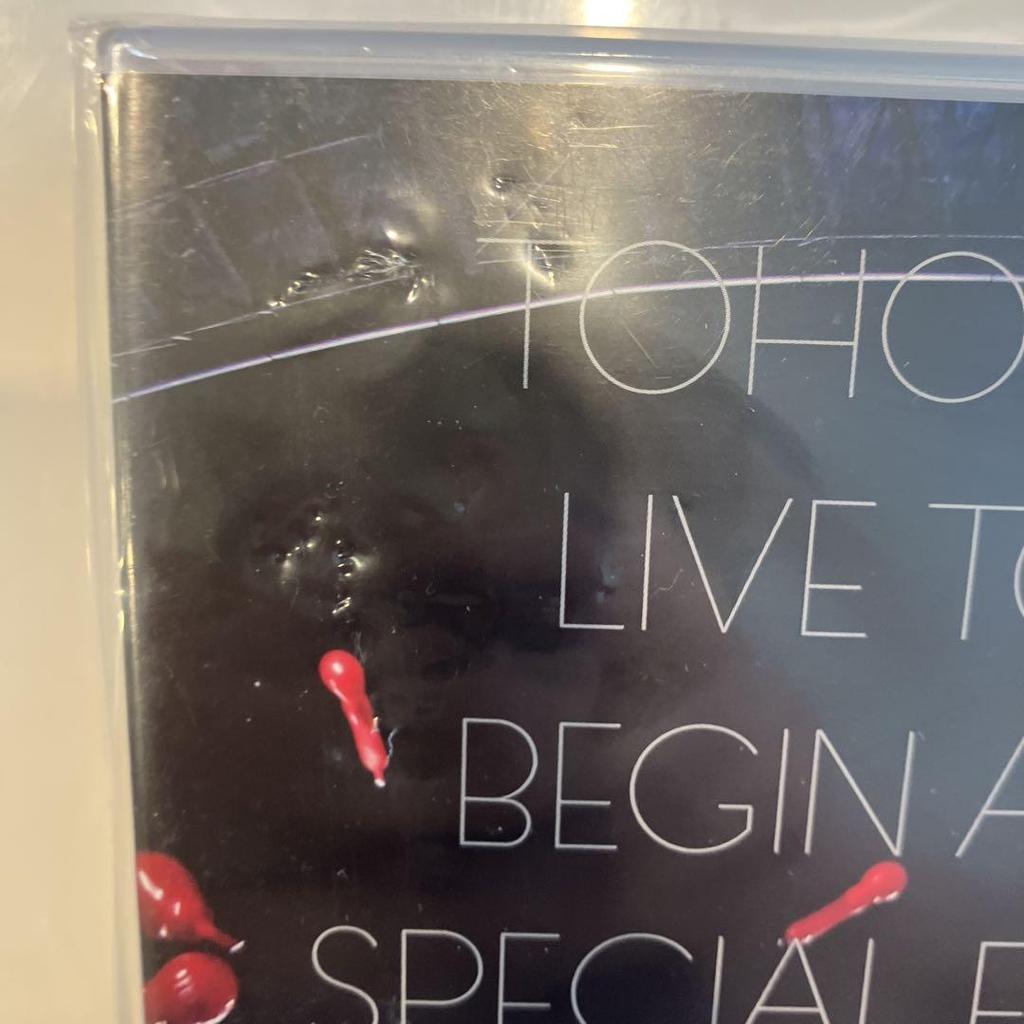 TOHO
LIVE TO
BEGIN A
SPECIAL E